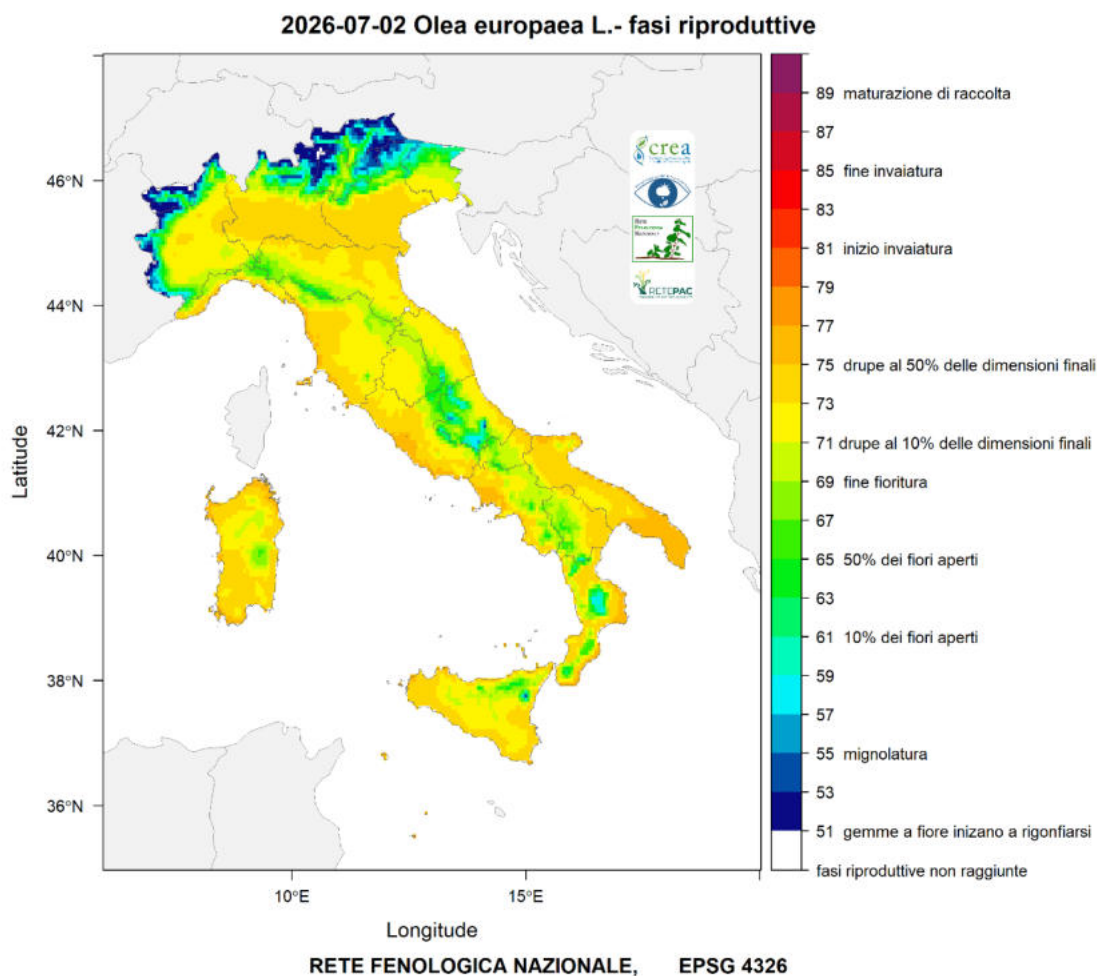 2026-07-02 Olea europaea L.- fasi riproduttive
89 maturazione di raccolta
87
85 fine invaiatura
83
81 inizio invaiatura
79
77
75 drupe al 50% delle dimensioni finali
73
71 drupe al 10% delle dimensioni finali
69 fine fioritura
67
65 50% dei fiori aperti
63
61 10% dei fiori aperti
59
57
55 mignolatura
53
51 gemme a fiore inizano a rigonfiarsi
fasi riproduttive non raggiunte
crea
RETEPAC
46°N
44°N
42°N
40°N
38°N
36°N
Latitude
10°E 15°E
Longitude
RETE FENOLOGICA NAZIONALE, EPSG 4326